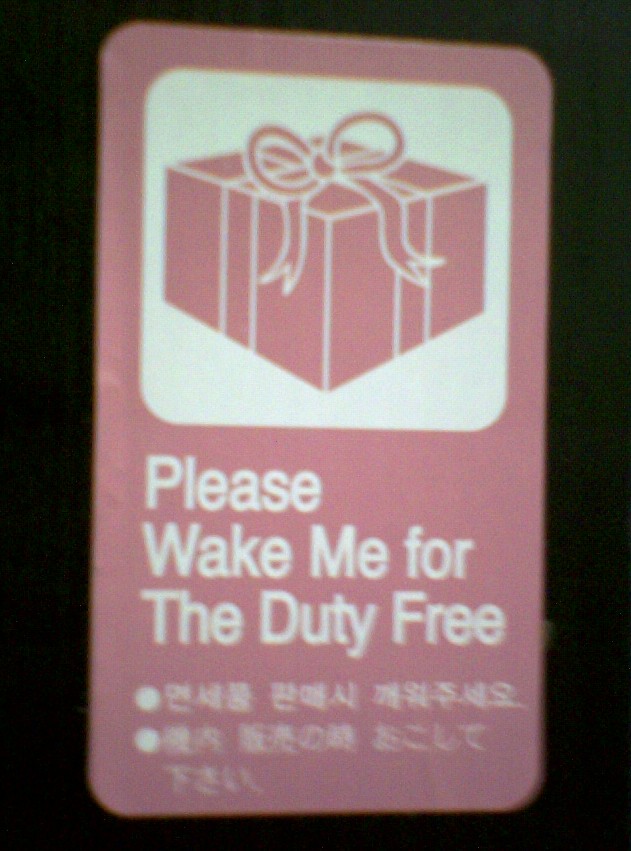 Please
Wake Me for
The Duty Free
●면세품 판매시 깨워주세요.
●機内 販売の時 おこして
下さい。